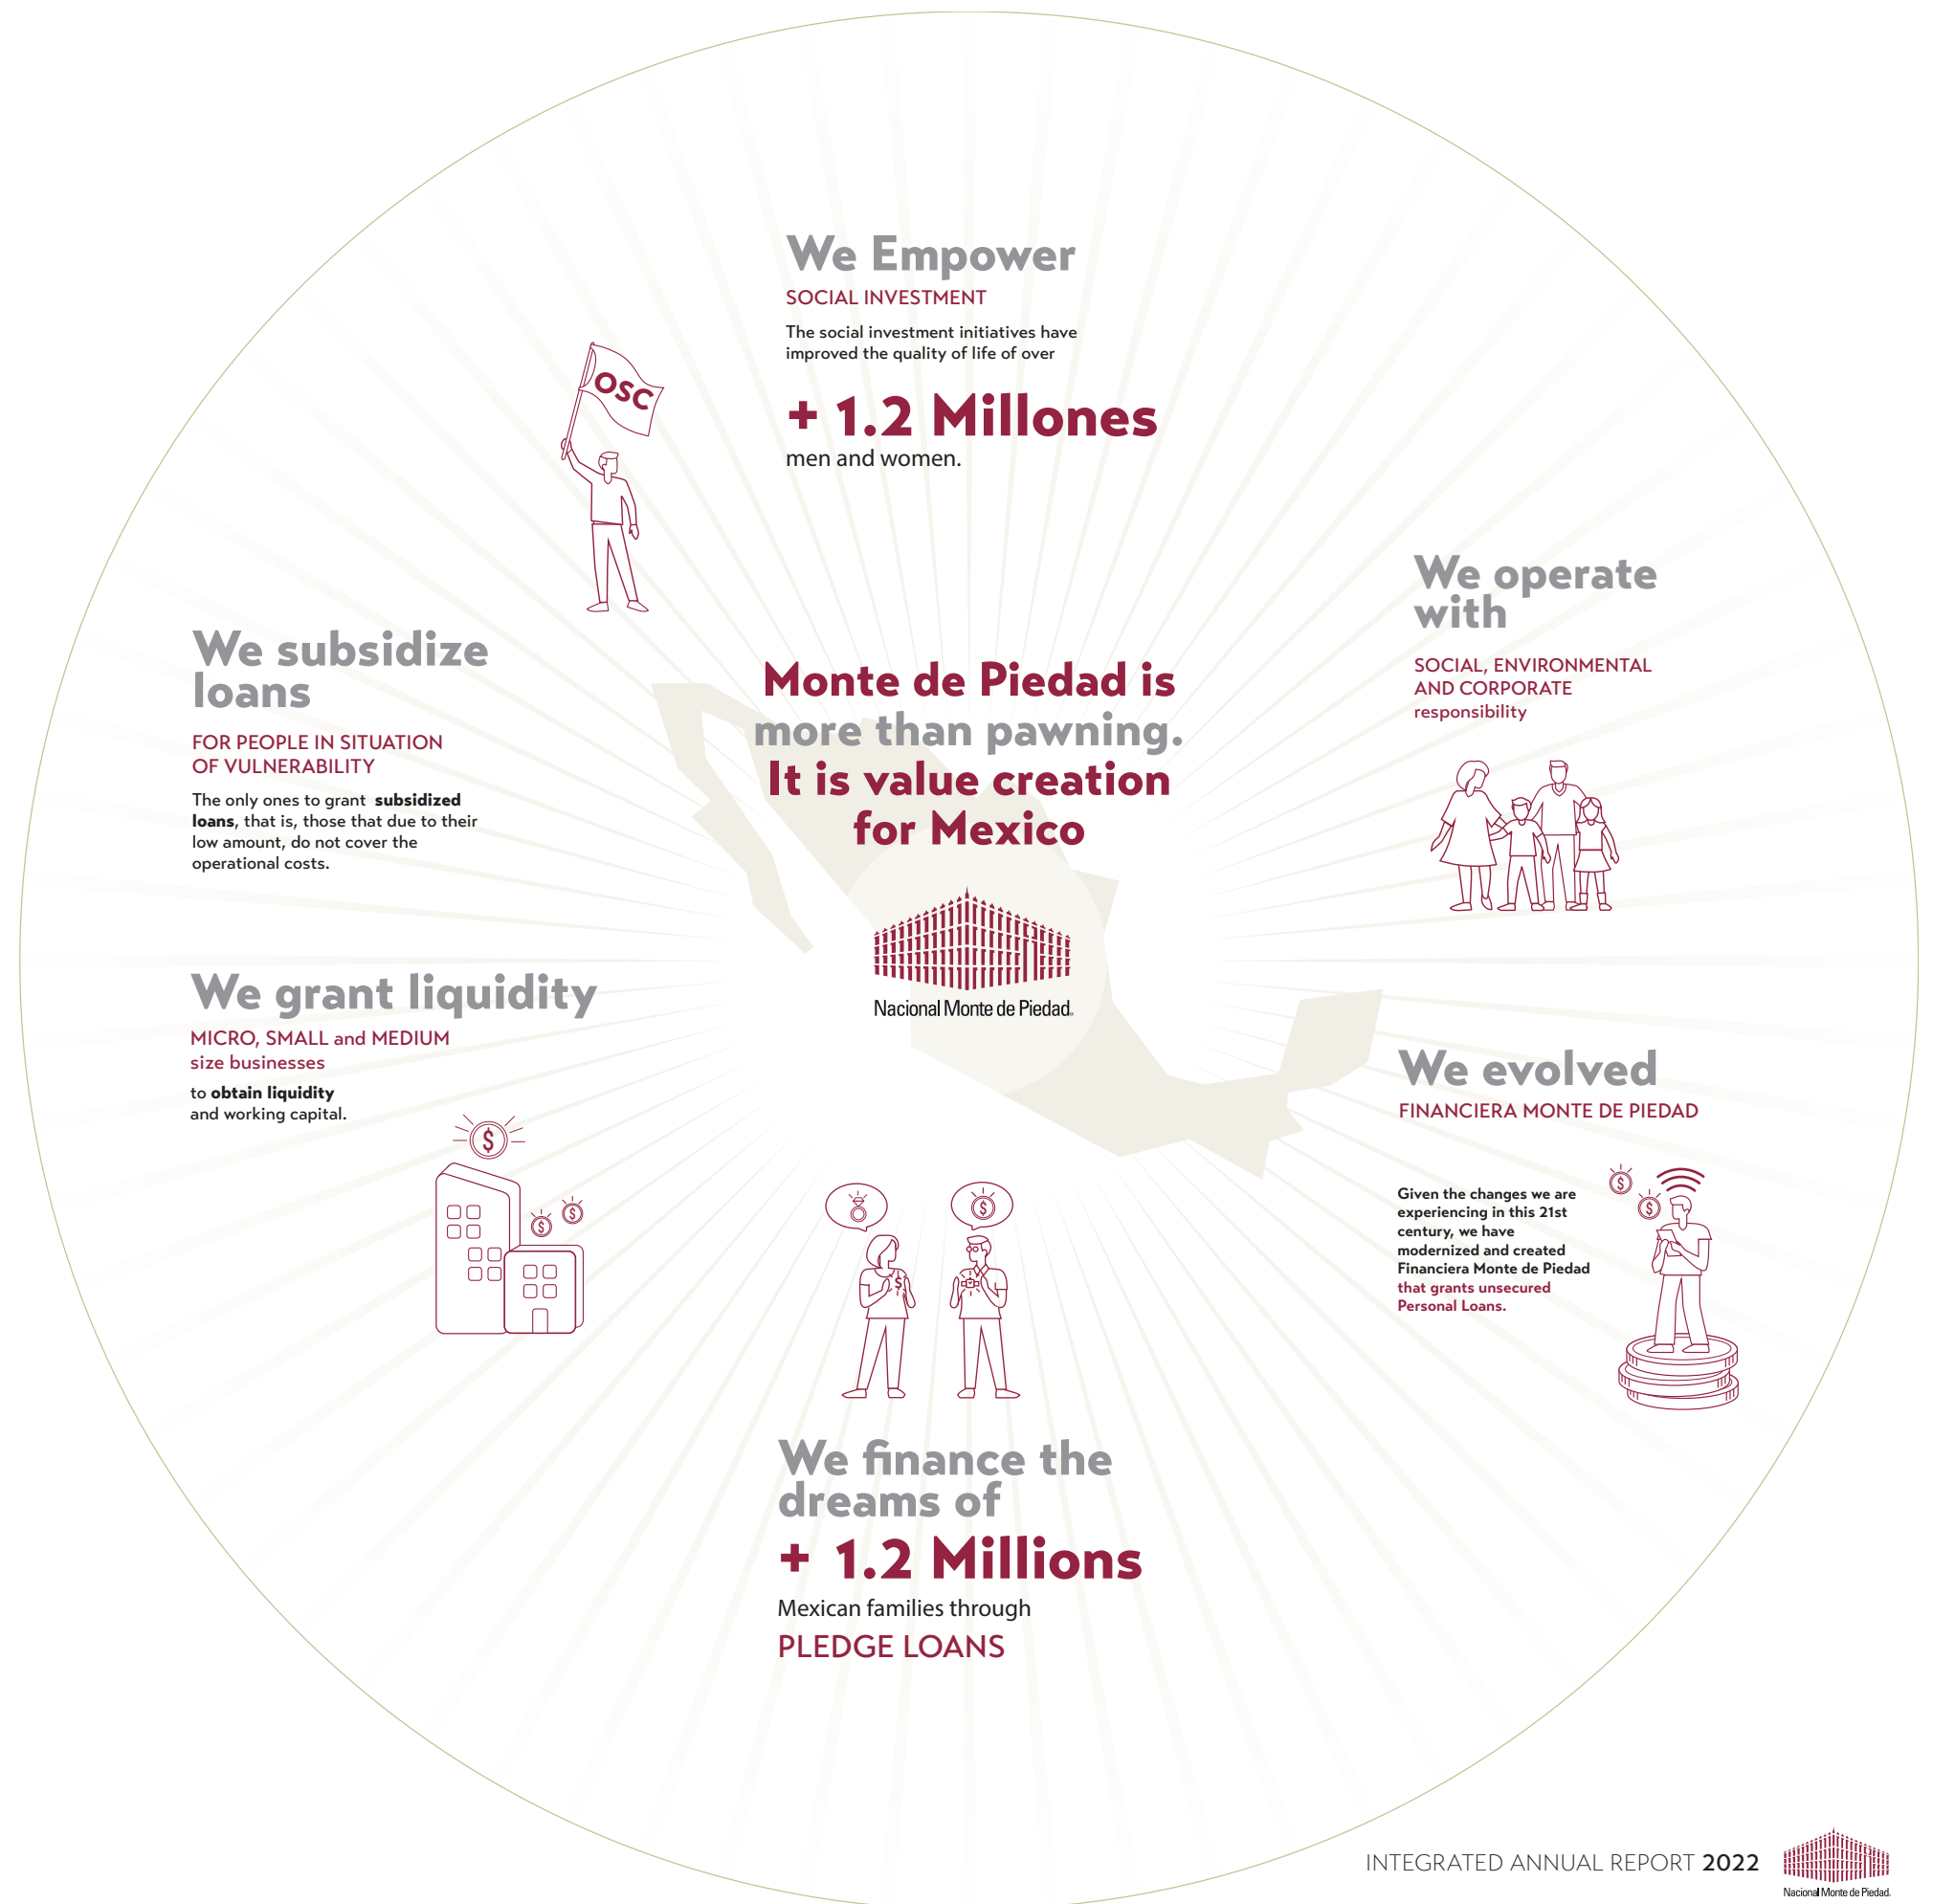 We Empower
SOCIAL INVESTMENT
The social investment initiatives have
improved the quality of life of over
+ 1.2 Millones
men and women.
OSC
We operate
with
SOCIAL, ENVIRONMENTAL
AND CORPORATE
responsibility
We subsidize
loans
FOR PEOPLE IN SITUATION
OF VULNERABILITY
The only ones to grant subsidized
loans, that is, those that due to their
low amount, do not cover the
operational costs.
Monte de Piedad is
more than pawning.
It is value creation
for Mexico
Nacional Monte de Piedad®
We grant liquidity
MICRO, SMALL and MEDIUM
size businesses
to obtain liquidity
and working capital.
$
$
$
We evolved
FINANCIERA MONTE DE PIEDAD
Given the changes we are
experiencing in this 21st
century, we have
modernized and created
Financiera Monte de Piedad
that grants unsecured
Personal Loans.
$
$
$
$
We finance the
dreams of
+ 1.2 Millions
Mexican families through
PLEDGE LOANS
INTEGRATED ANNUAL REPORT 2022
Nacional Monte de Piedad®